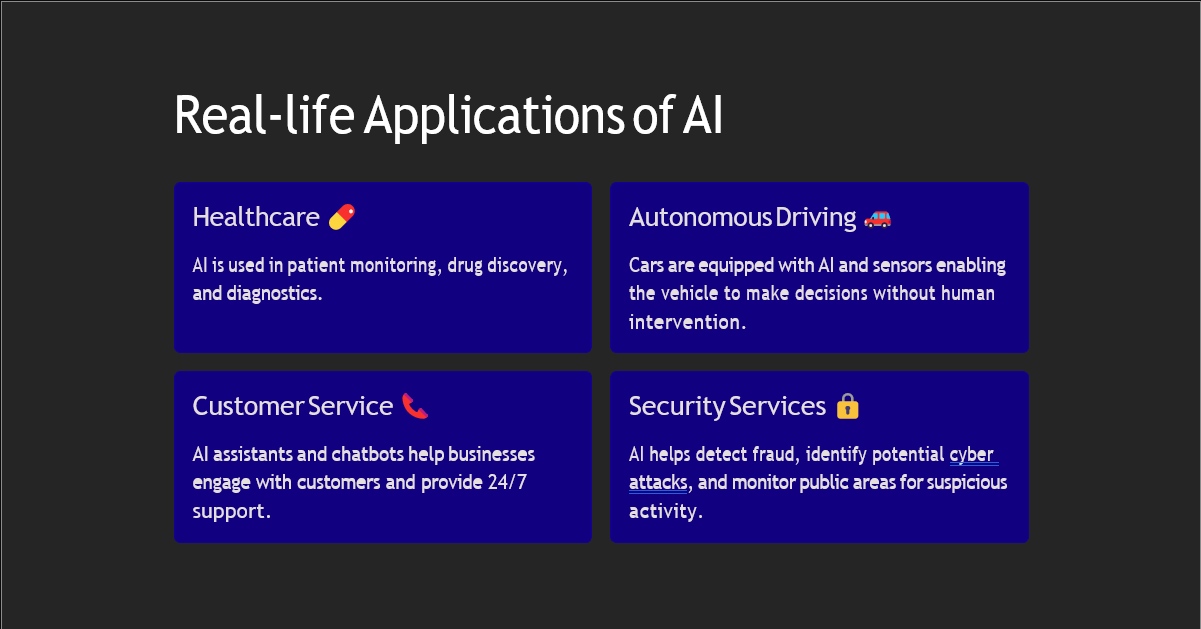 Real-life Applications of AI
Healthcare 💊
AI is used in patient monitoring, drug discovery,
and diagnostics.
Autonomous Driving 🚗
Cars are equipped with AI and sensors enabling
the vehicle to make decisions without human
intervention.
Customer Service 📞
AI assistants and chatbots help businesses
engage with customers and provide 24/7
support.
Security Services 🔒
AI helps detect fraud, identify potential cyber
attacks, and monitor public areas for suspicious
activity.